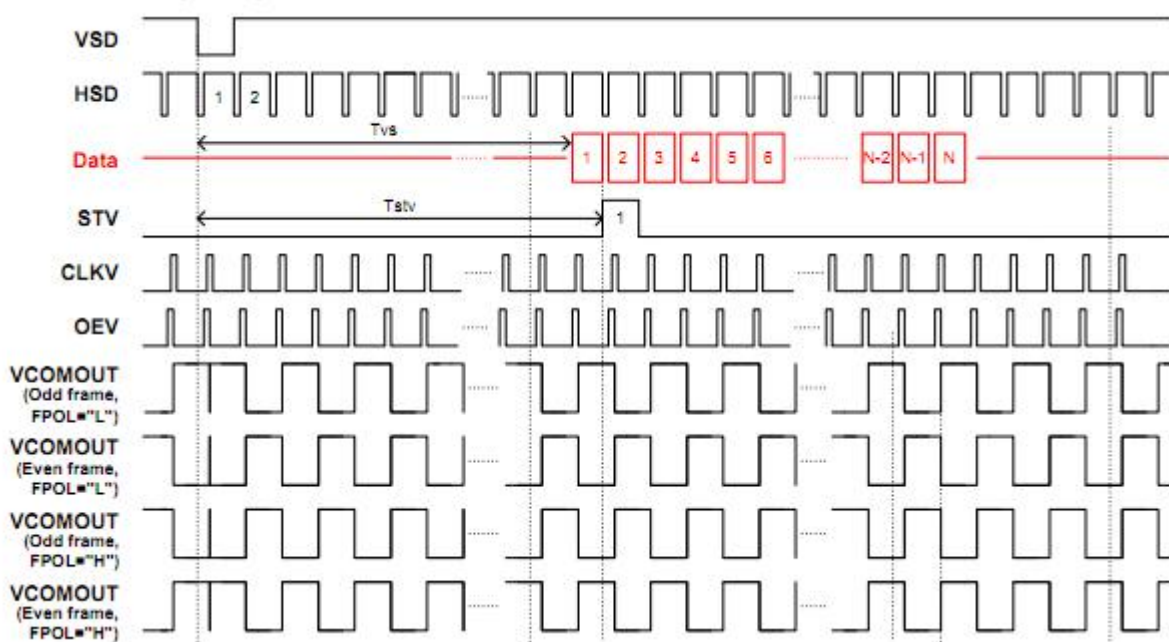 VSD
HSD
1 2
Tvs
Data
1 2 3 4 5 6 N-2 N-1 N
Tstv
STV
1
CLKV
OEV
VCOMOUT
(Odd frame,
FPOL="L")
VCOMOUT
(Even frame,
FPOL="L")
VCOMOUT
(Odd frame,
FPOL="H")
VCOMOUT
(Even frame,
FPOL="H")